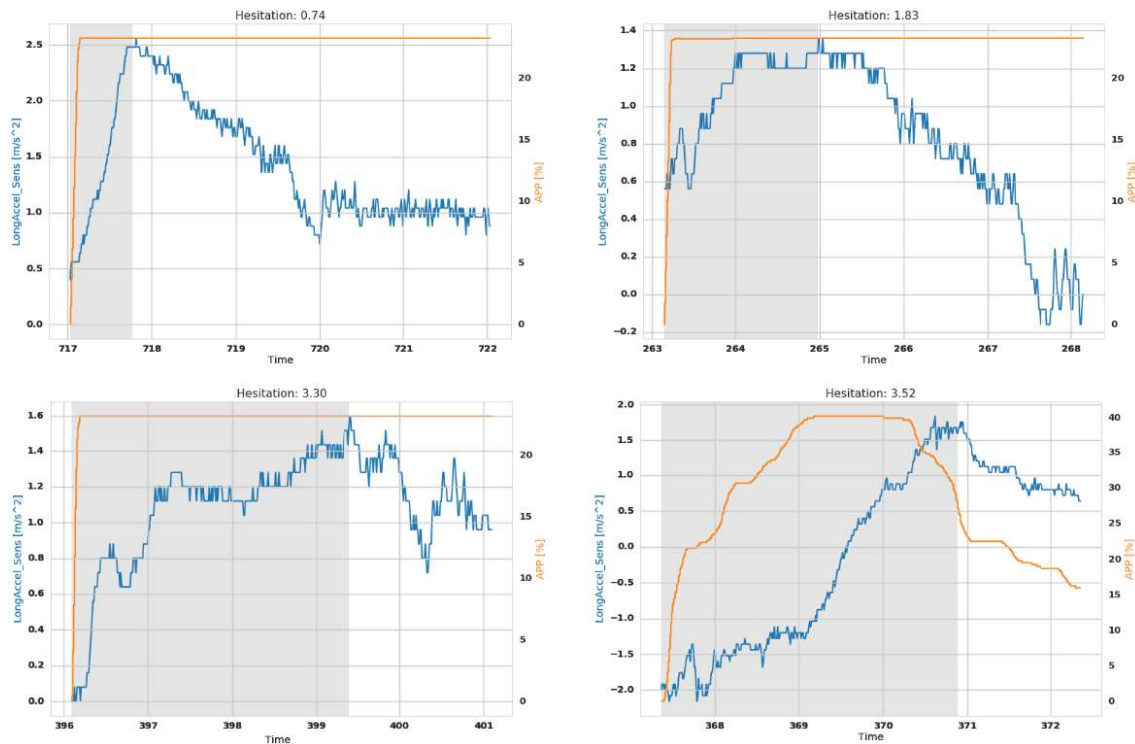 Hesitation: 0.74
2.5
2.0
1.5
1.0
0.5
0.0
LongAccel_Sens [m/s^2]
20
15
10
5
0
APP [%]
717 718 719 720 721 722
Time
Hesitation: 1.83
1.4
1.2
1.0
0.8
0.6
0.4
0.2
0.0
−0.2
LongAccel_Sens [m/s^2]
20
15
10
5
0
APP [%]
263 264 265 266 267 268
Time
Hesitation: 3.30
1.6
1.4
1.2
1.0
0.8
0.6
0.4
0.2
0.0
LongAccel_Sens [m/s^2]
20
15
10
5
0
APP [%]
396 397 398 399 400 401
Time
Hesitation: 3.52
2.0
1.5
1.0
0.5
0.0
−0.5
−1.0
−1.5
−2.0
LongAccel_Sens [m/s^2]
40
35
30
25
20
15
10
5
0
APP [%]
368 369 370 371 372
Time